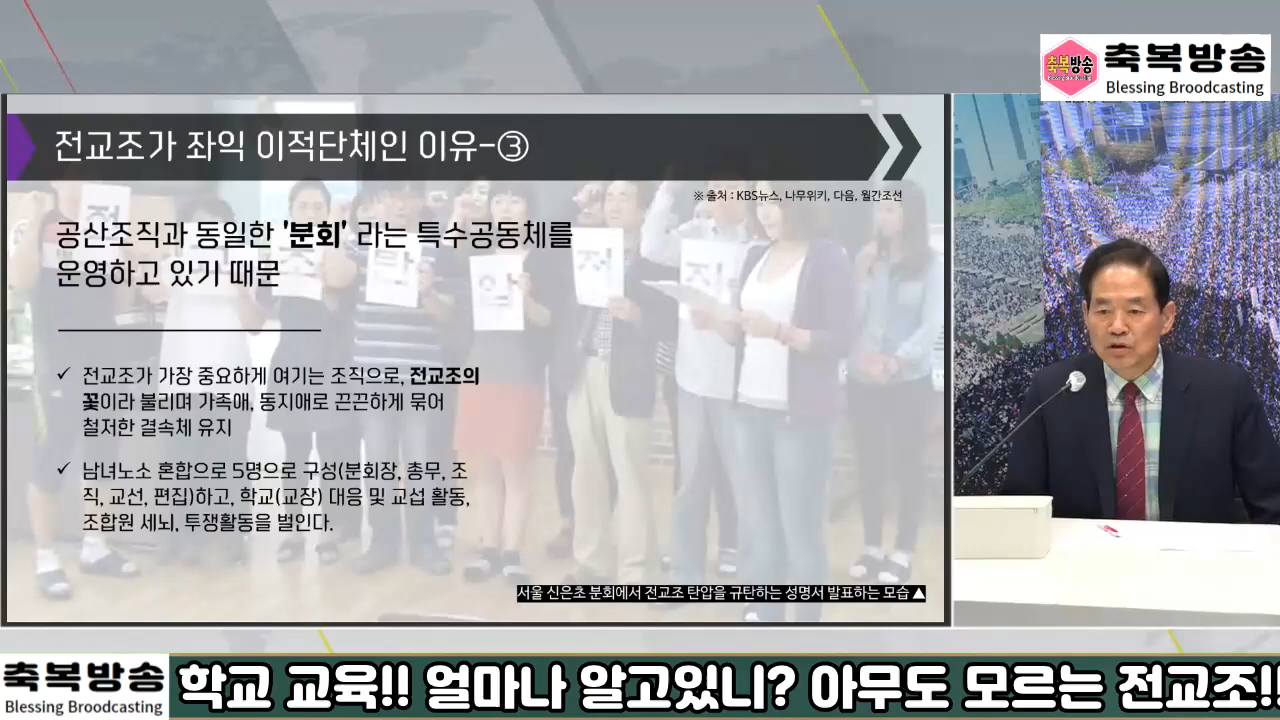 축복방송
축복방송
Blessing Broodcasting
전교조가 좌익 이적단체인 이유-③
※ 출처 : KBS뉴스, 나무위키, 다음, 월간조선
공산조직과 동일한 '분회' 라는 특수공동체를
운영하고 있기 때문
✓ 전교조가 가장 중요하게 여기는 조직으로, 전교조의
꽃이라 불리며 가족애, 동지애로 끈끈하게 묶어
철저한 결속체 유지
✓ 남녀노소 혼합으로 5명으로 구성(분회장, 총무, 조
직, 교선, 편집)하고, 학교(교장) 대응 및 교섭 활동,
조합원 세뇌, 투쟁활동을 벌인다.
서울 신은초 분회에서 전교조 탄압을 규탄하는 성명서 발표하는 모습 ▲
축복방송
Blessing Broodcasting
학교 교육!! 얼마나 알고있니? 아무도 모르는 전교조!!